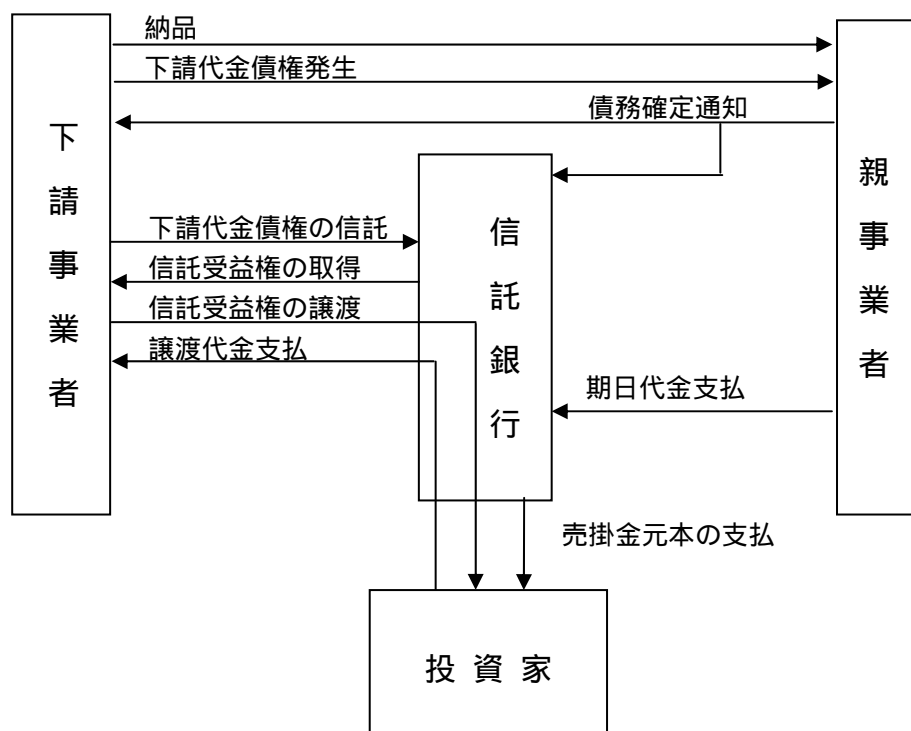 納品
下請代金債権発生
債務確定通知
下請事業者
親事業者
信託銀行
下請代金債権の信託
信託受益権の取得
信託受益権の譲渡
譲渡代金支払
期日代金支払
売掛金元本の支払
投資家